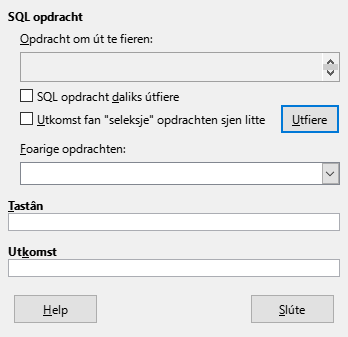 SQL opdracht
Opdracht om út te fieren:
SQL opdracht daliks útfiere
Utkomst fan "seleksje" opdrachten sjen litte
Utfiere
Foarige opdrachten:
Tastân
Utkomst
Help
Slúte